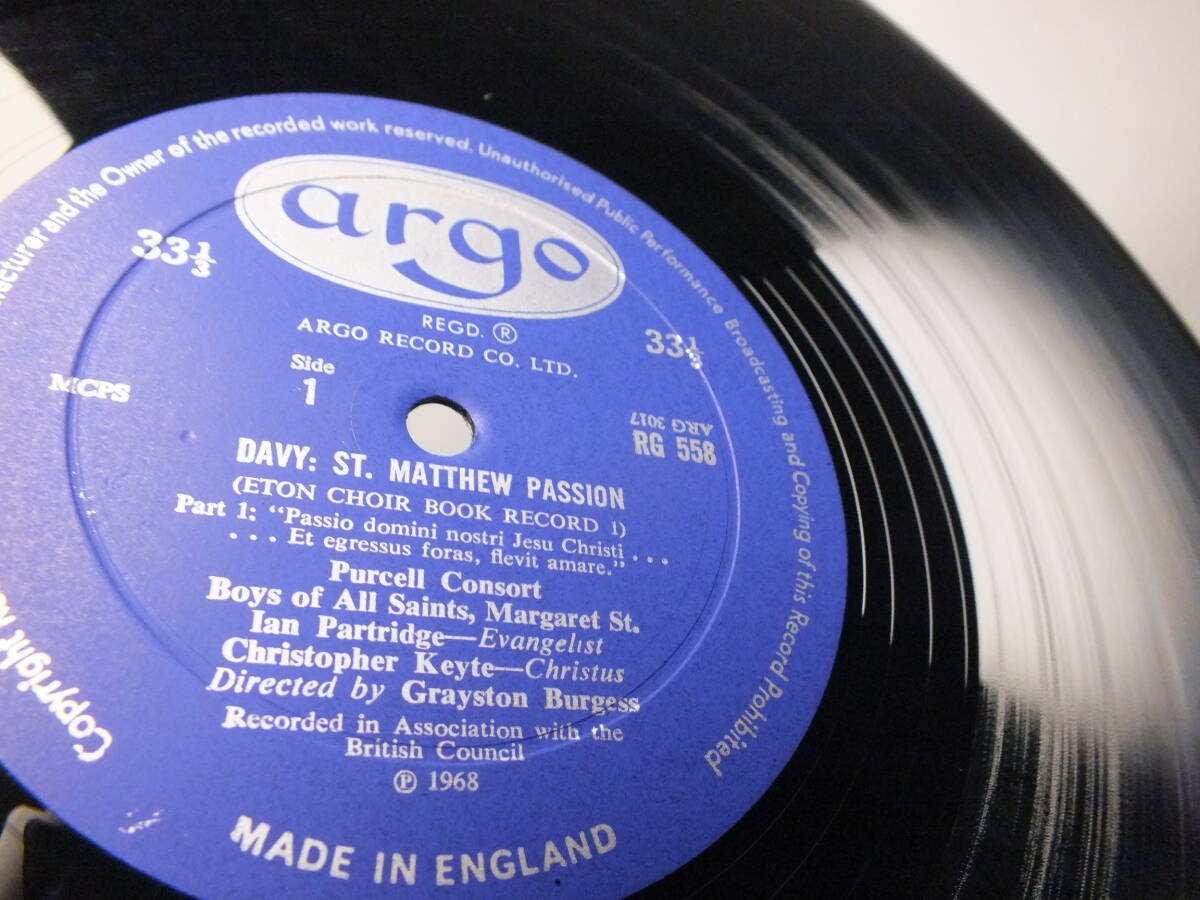 argo
REGD. ®
ARGO RECORD CO. LTD.
33⅓
33⅓
Side
1
MCPS
ARG 3017
RG 558
DAVY: ST. MATTHEW PASSION
(ETON CHOIR BOOK RECORD 1)
Part 1: "Passio domini nostri Jesu Christi ...
... Et egressus foras, flevit amare."
Purcell Consort
Boys of All Saints, Margaret St.
Ian Partridge—Evangelist
Christopher Keyte—Christus
Directed by Grayston Burgess
Recorded in Association with the
British Council
℗ 1968
MADE IN ENGLAND
and the Owner of the recorded work reserved. Unauthorised Public Performance Broadcasting and Copying of this Record Prohibited
Copyright